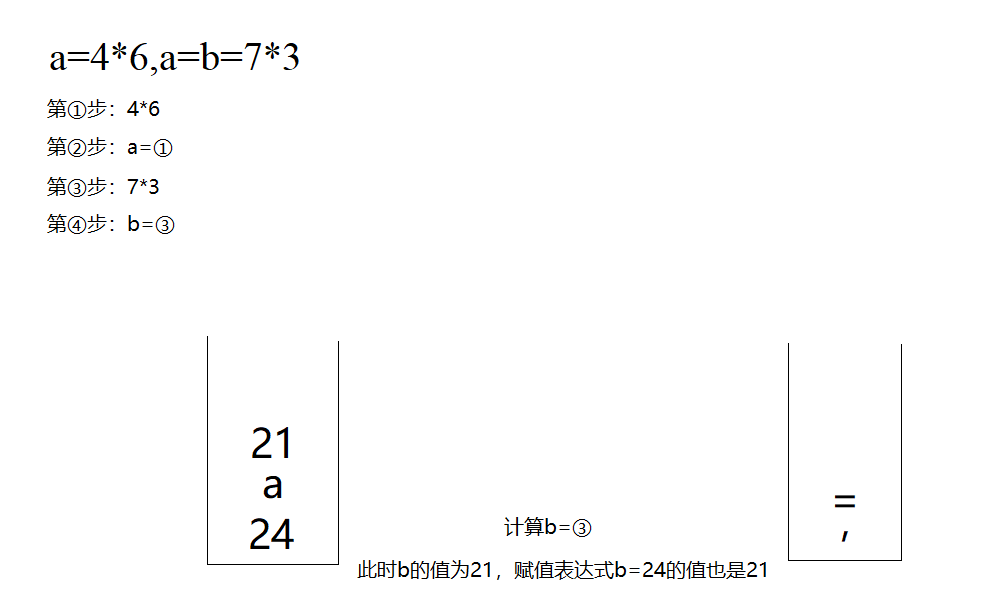 a=4*6,a=b=7*3
第①步：4*6
第②步：a=①
第③步：7*3
第④步：b=③
21
a
24
=
,
计算b=③
此时b的值为21，赋值表达式b=24的值也是21